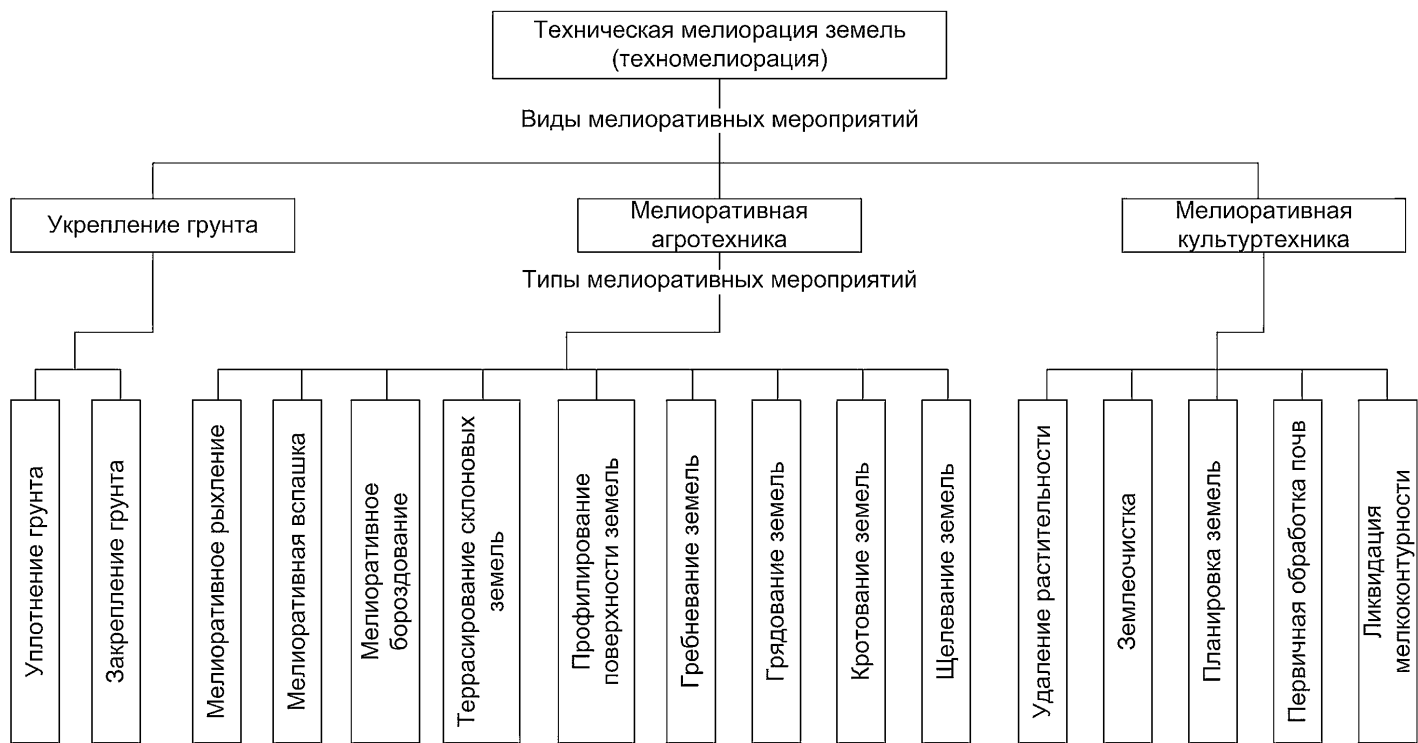 Техническая мелиорация земель
(техномелиорация)
Виды мелиоративных мероприятий
Укрепление грунта
Мелиоративная
агротехника
Мелиоративная
культуртехника
Типы мелиоративных мероприятий
Уплотнение грунта
Закрепление грунта
Мелиоративное рыхление
Мелиоративная вспашка
Мелиоративное
бороздование
Террасирование склоновых
земель
Профилирование
поверхности земель
Гребневание земель
Грядование земель
Кротование земель
Щелевание земель
Удаление растительности
Землеочистка
Планировка земель
Первичная обработка почв
Ликвидация
мелкоконтурности